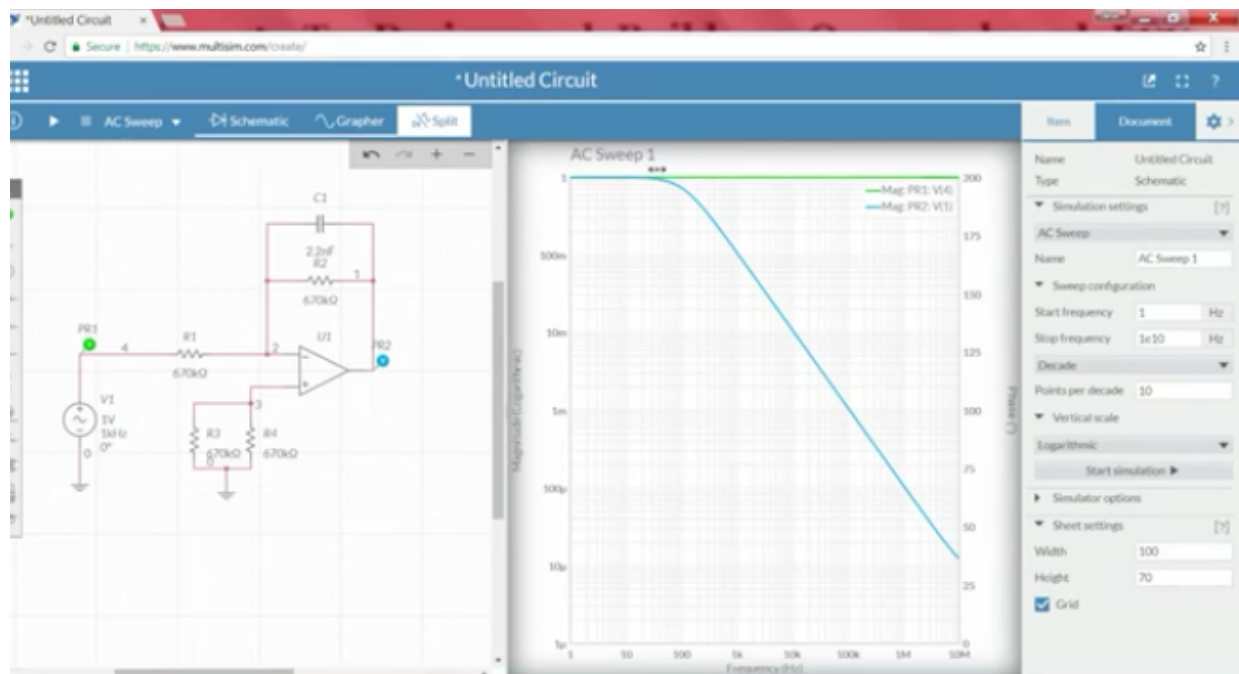 *Untitled Circuit
Secure https://www.multisim.com/create/
*Untitled Circuit
?
AC Sweep Schematic Grapher Split
Item Document
C1
2.2nF
R2
1
670kΩ
PR1
4
R1
670kΩ
2
U1
PR2
V1
1V
1kHz
0°
0
3
R3
670kΩ
0
R4
670kΩ
AC Sweep 1
Mag: PR1: V(4)
Mag: PR2: V(1)
Magnitude (Logarithmic)
1
100m
10m
1m
100µ
10µ
1µ
200
175
150
125
100
75
50
25
0
Phase (°)
1 10 100 1k 10k 100k 1M 10M
Frequency (Hz)
Name Untitled Circuit
Type Schematic
Simulation settings [?]
AC Sweep
Name AC Sweep 1
Sweep configuration
Start frequency 1 Hz
Stop frequency 1e10 Hz
Decade
Points per decade 10
Vertical scale
Logarithmic
Start simulation
Simulator options
Sheet settings [?]
Width 100
Height 70
Grid